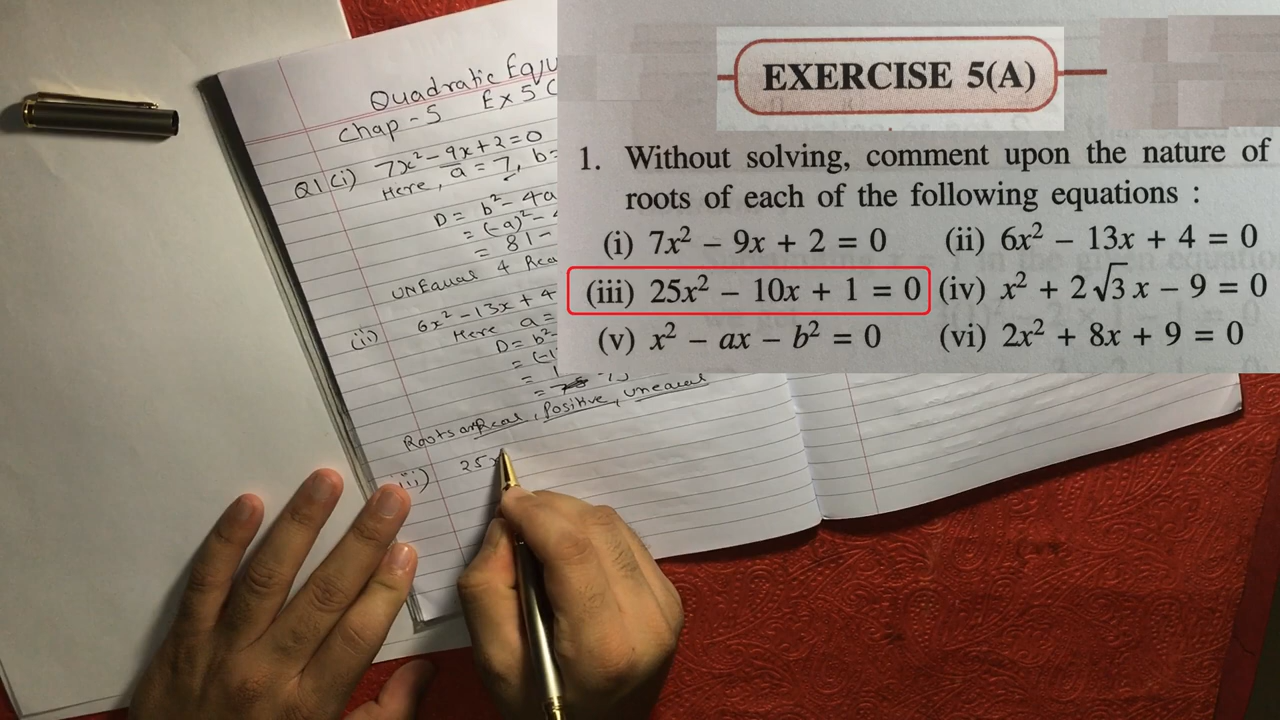 Quadratic Equ
Chap - 5 Ex 5 (
Q1(i) 7x² - 9x + 2 = 0
Here, a = 7, b =
D = b² - 4a
= (-9)² -
= 81 -
UNEqual & Rea
(ii) 6x² - 13x + 4
Here a =
D = b²
= (-1
= 1
=
Roots are Real, Positive, unequal
iii) 25x
EXERCISE 5(A)
1. Without solving, comment upon the nature of
roots of each of the following equations :
(i) 7x² − 9x + 2 = 0 (ii) 6x² − 13x + 4 = 0
(iii) 25x² − 10x + 1 = 0 (iv) x² + 2√3 x − 9 = 0
(v) x² − ax − b² = 0 (vi) 2x² + 8x + 9 = 0